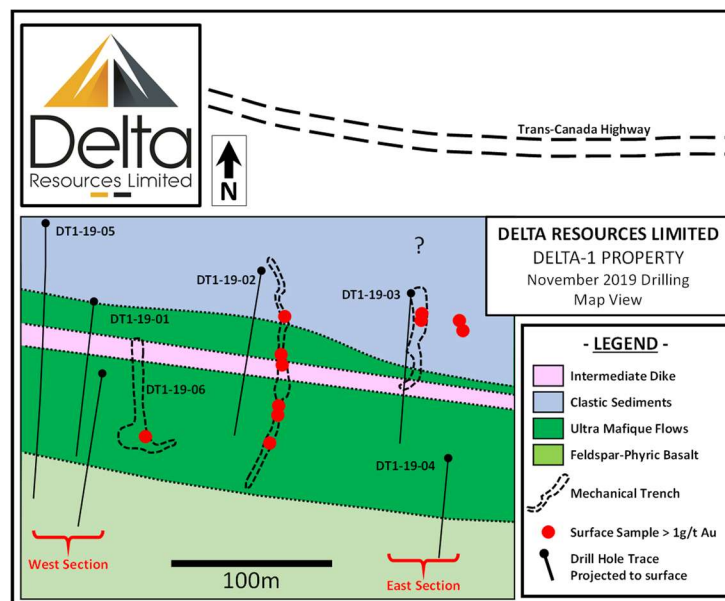 Delta
Resources Limited
N
Trans-Canada Highway
DELTA RESOURCES LIMITED
DELTA-1 PROPERTY
November 2019 Drilling
Map View
DT1-19-05
DT1-19-02
?
DT1-19-03
DT1-19-01
DT1-19-06
DT1-19-04
West Section
100m
East Section
- LEGEND -
Intermediate Dike
Clastic Sediments
Ultra Mafique Flows
Feldspar-Phyric Basalt
Mechanical Trench
Surface Sample > 1g/t Au
Drill Hole Trace
Projected to surface